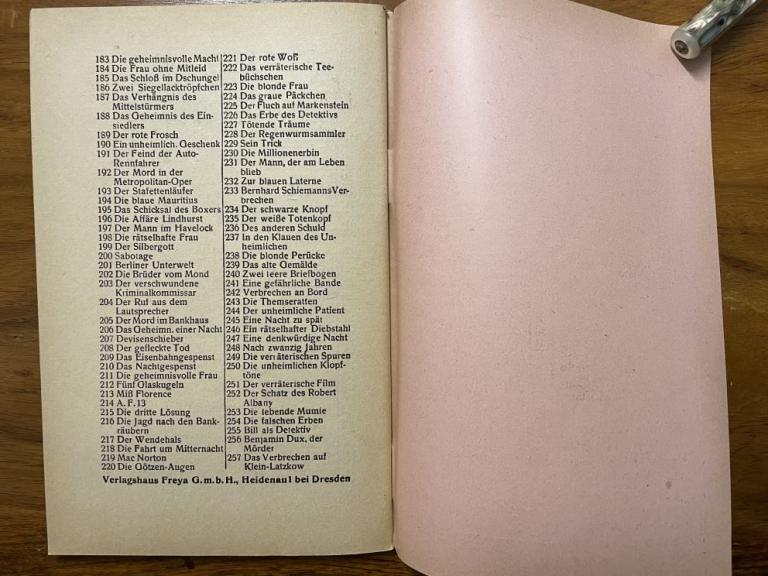 183 Die geheimnisvolle Macht
184 Die Frau ohne Mitleid
185 Das Schloß im Dschungel
186 Zwei Siegellacktröpfchen
187 Das Verhängnis des
Mittelstürmers
188 Das Geheimnis des Ein-
siedlers
189 Der rote Frosch
190 Ein unheimlich. Geschenk
191 Der Feind der Auto-
Rennfahrer
192 Der Mord in der
Metropolitan-Oper
193 Der Stafettenläufer
194 Die blaue Mauritius
195 Das Schicksal des Boxers
196 Die Affäre Lindhurst
197 Der Mann im Havelock
198 Die rätselhafte Frau
199 Der Silbergott
200 Sabotage
201 Berliner Unterwelt
202 Die Brüder vom Mond
203 Der verschwundene
Kriminalkommissar
204 Der Ruf aus dem
Lautsprecher
205 Der Mord im Bankhaus
206 Das Geheimn. einer Nacht
207 Devisenschieber
208 Der gefleckte Tod
209 Das Eisenbahngespenst
210 Das Nachtgespenst
211 Die geheimnisvolle Frau
212 Fünf Glaskugeln
213 Miß Florence
214 A. F. 13
215 Die dritte Lösung
216 Die Jagd nach den Bank-
räubern
217 Der Wendehals
218 Die Fahrt um Mitternacht
219 Mac Norton
220 Die Götzen-Augen
221 Der rote Wolf
222 Das verräterische Tee-
büchschen
223 Die blonde Frau
224 Das graue Päckchen
225 Der Fluch auf Markenstein
226 Das Erbe des Detektivs
227 Tötende Träume
228 Der Regenwurmsammler
229 Sein Trick
230 Die Millionenerbin
231 Der Mann, der am Leben
blieb
232 Zur blauen Laterne
233 Bernhard Schiemanns Ver-
brechen
234 Der schwarze Knopf
235 Der weiße Totenkopf
236 Des anderen Schuld
237 In den Klauen des Un-
heimlichen
238 Die blonde Perücke
239 Das alte Gemälde
240 Zwei leere Briefbogen
241 Eine gefährliche Bande
242 Verbrechen an Bord
243 Die Themseratten
244 Der unheimliche Patient
245 Eine Nacht zu spät
246 Ein rätselhafter Diebstahl
247 Eine denkwürdige Nacht
248 Nach zwanzig Jahren
249 Die verräterischen Spuren
250 Die unheimlichen Klopf-
töne
251 Der verräterische Film
252 Der Schatz des Robert
Albany
253 Die lebende Mumie
254 Die falschen Erben
255 Bill als Detektiv
256 Benjamin Dux, der
Mörder
257 Das Verbrechen auf
Klein-Latzkow
Verlagshaus Freya G. m. b. H., Heidenau 1 bei Dresden